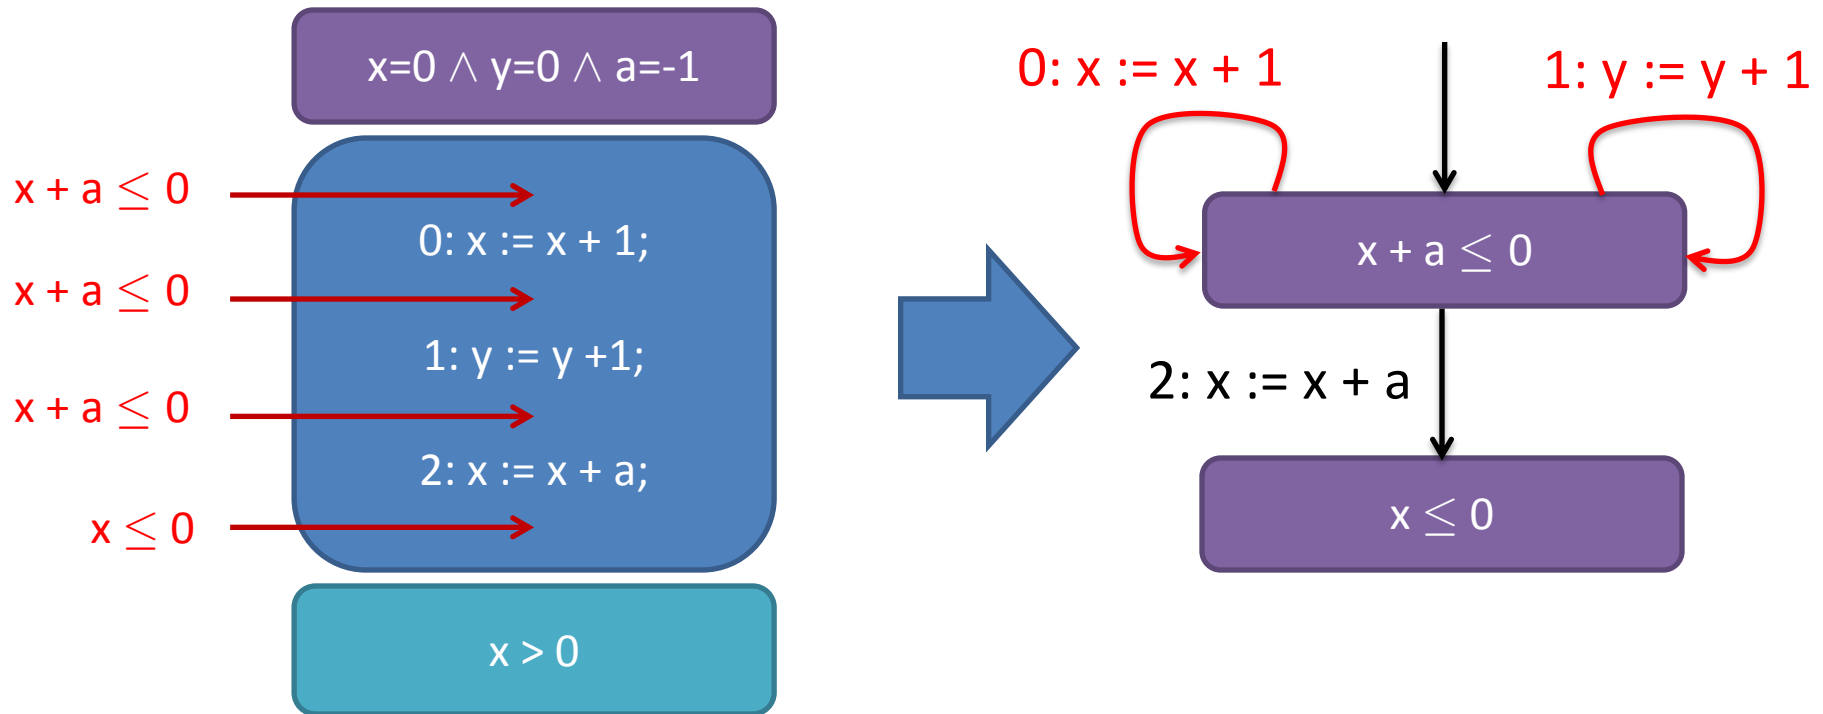 x=0 ∧ y=0 ∧ a=-1
x + a ≤ 0
0: x := x + 1;
x + a ≤ 0
1: y := y +1;
x + a ≤ 0
2: x := x + a;
x ≤ 0
x > 0
0: x := x + 1
1: y := y + 1
x + a ≤ 0
2: x := x + a
x ≤ 0